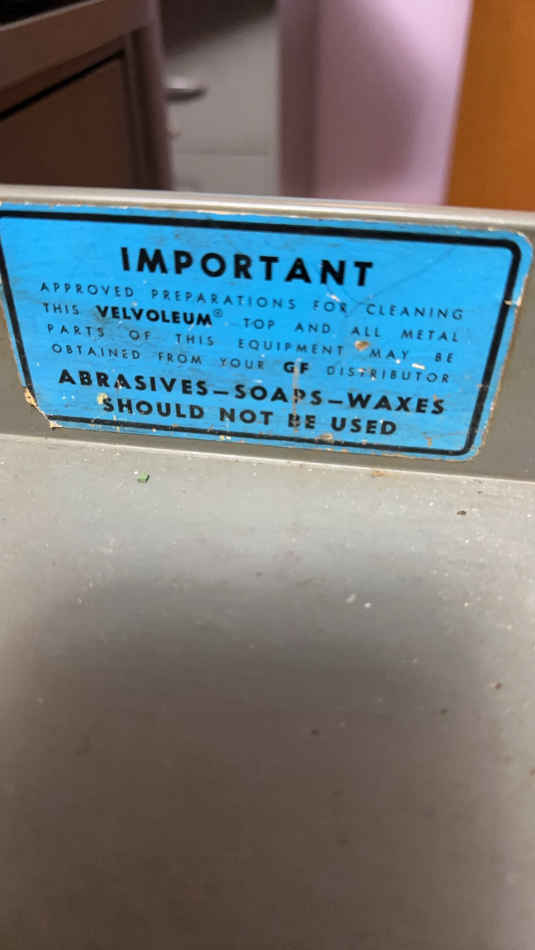 IMPORTANT
APPROVED PREPARATIONS FOR CLEANING
THIS VELVOLEUM® TOP AND ALL METAL
PARTS OF THIS EQUIPMENT MAY BE
OBTAINED FROM YOUR GF DISTRIBUTOR
ABRASIVES—SOAPS—WAXES
SHOULD NOT BE USED